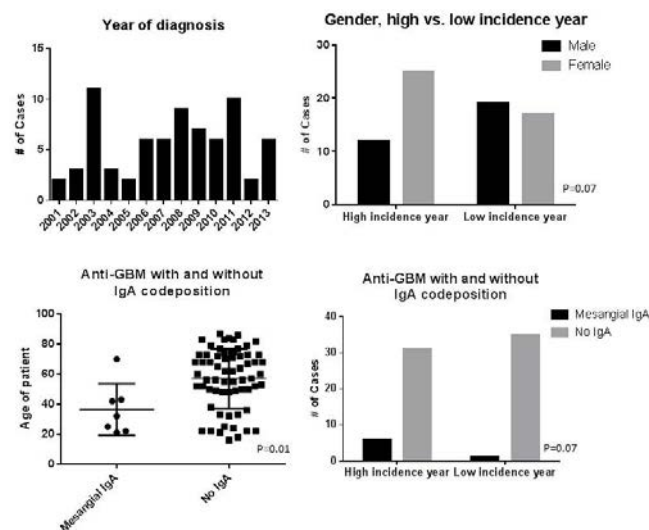 Year of diagnosis
15
10
5
0
# of Cases
2001
2002
2003
2004
2005
2006
2007
2008
2009
2010
2011
2012
2013
Gender, high vs. low incidence year
30
20
10
0
# of Cases
Male
Female
P=0.07
High incidence year Low incidence year
Anti-GBM with and without
IgA codeposition
100
80
60
40
20
0
Age of patient
P=0.01
Mesangial IgA
No IgA
Anti-GBM with and without
IgA codeposition
40
30
20
10
0
# of Cases
Mesangial IgA
No IgA
P=0.07
High incidence year Low incidence year